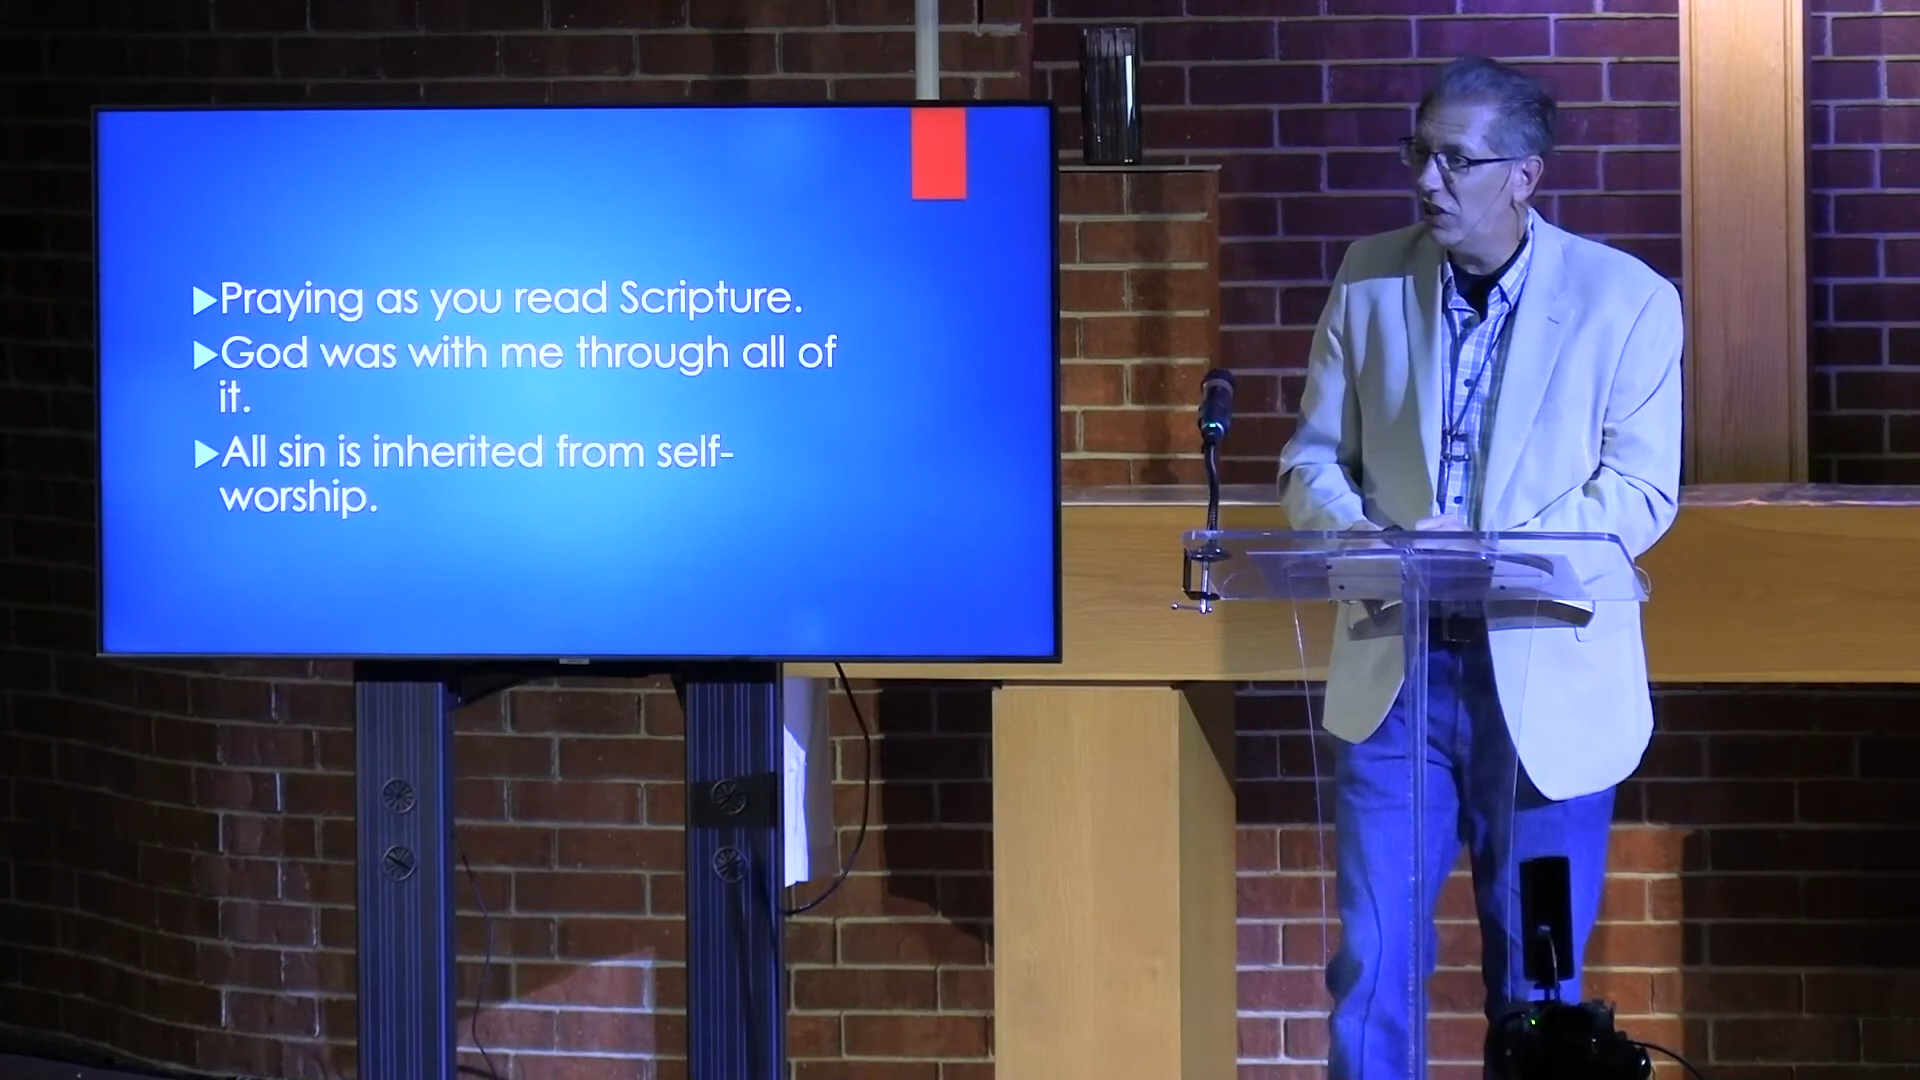 ▶Praying as you read Scripture.
▶God was with me through all of
it.
▶All sin is inherited from self-
worship.